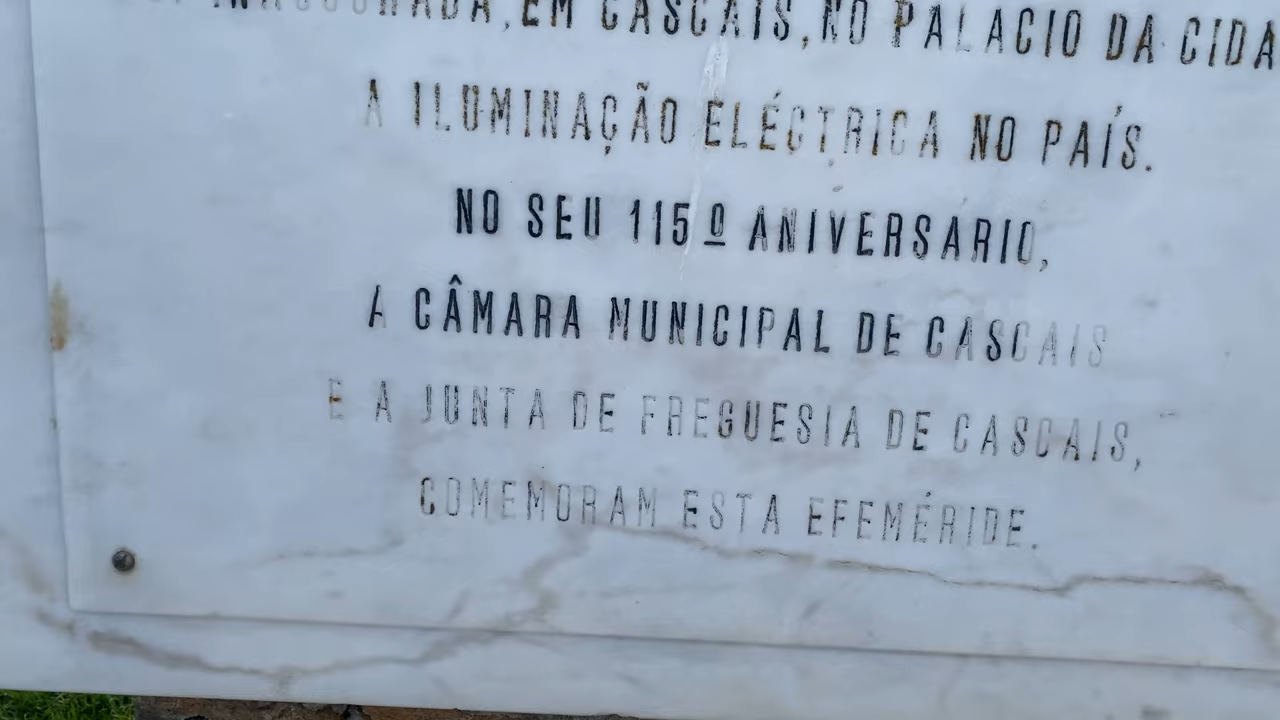 INAUGURADA, EM CASCAIS, NO PALACIO DA CIDA
A ILUMINAÇÃO ELÉCTRICA NO PAÍS.
NO SEU 115º ANIVERSARIO,
A CÂMARA MUNICIPAL DE CASCAIS
E A JUNTA DE FREGUESIA DE CASCAIS,
COMEMORAM ESTA EFEMÉRIDE.